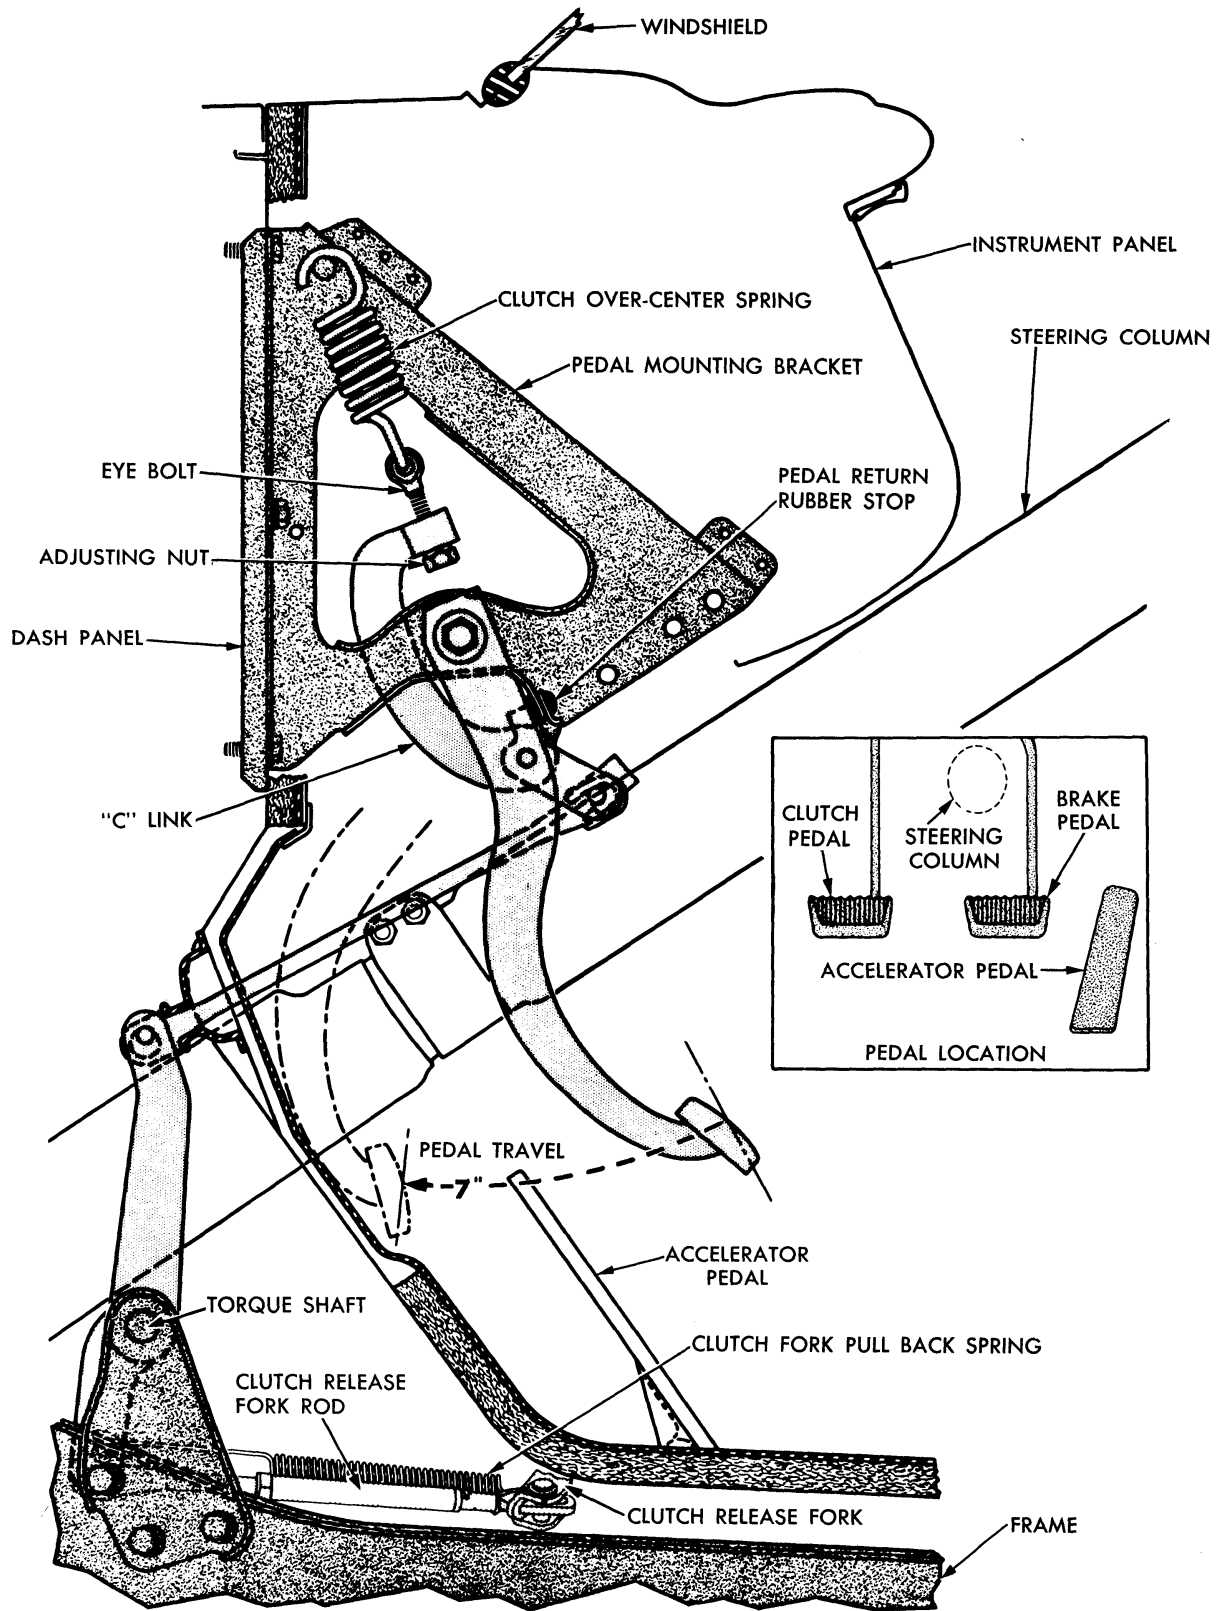 WINDSHIELD
INSTRUMENT PANEL
CLUTCH OVER-CENTER SPRING
STEERING COLUMN
PEDAL MOUNTING BRACKET
EYE BOLT
PEDAL RETURN
RUBBER STOP
ADJUSTING NUT
DASH PANEL
"C" LINK
CLUTCH
PEDAL
STEERING
COLUMN
BRAKE
PEDAL
ACCELERATOR PEDAL
PEDAL LOCATION
PEDAL TRAVEL
7"
ACCELERATOR
PEDAL
TORQUE SHAFT
CLUTCH FORK PULL BACK SPRING
CLUTCH RELEASE
FORK ROD
CLUTCH RELEASE FORK
FRAME